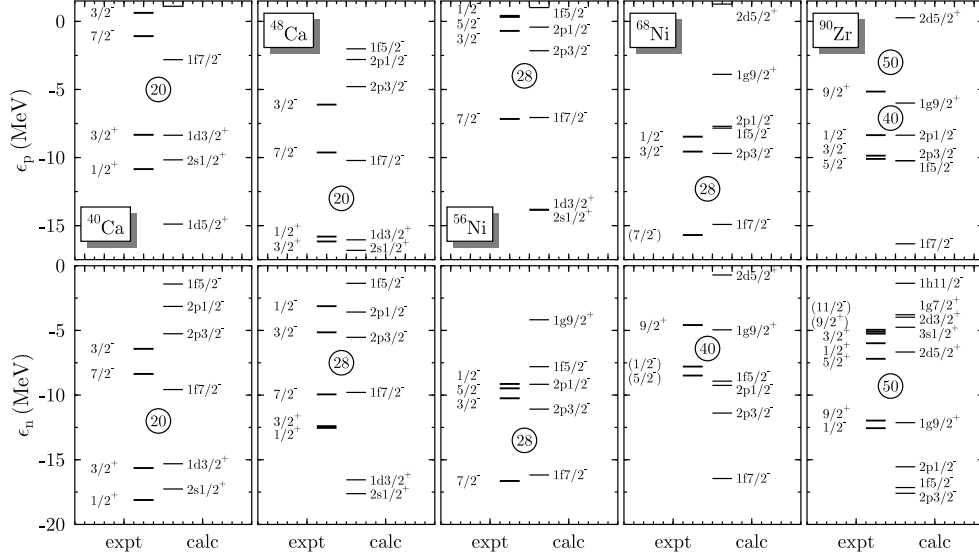 0
-5
-10
-15
ϵp (MeV)
3/2-
7/2-
3/2+
1/2+
1f7/2-
20
1d3/2+
2s1/2+
1d5/2+
40Ca
48Ca
3/2-
7/2-
1/2+
3/2+
1f5/2-
2p1/2-
2p3/2-
1f7/2-
20
1d3/2+
2s1/2+
1/2-
5/2-
3/2-
7/2-
1f5/2-
2p1/2-
2p3/2-
28
1f7/2-
1d3/2+
2s1/2+
56Ni
68Ni
1/2-
3/2-
(7/2-)
2d5/2+
1g9/2+
2p1/2-
1f5/2-
2p3/2-
28
1f7/2-
90Zr
9/2+
1/2-
3/2-
5/2-
2d5/2+
50
1g9/2+
40
2p1/2-
2p3/2-
1f5/2-
1f7/2-
0
-5
-10
-15
-20
ϵn (MeV)
3/2-
7/2-
3/2+
1/2+
1f5/2-
2p1/2-
2p3/2-
1f7/2-
20
1d3/2+
2s1/2+
1/2-
3/2-
7/2-
3/2+
1/2+
1f5/2-
2p1/2-
2p3/2-
28
1f7/2-
1d3/2+
2s1/2+
1/2-
5/2-
3/2-
7/2-
1g9/2+
1f5/2-
2p1/2-
2p3/2-
28
1f7/2-
9/2+
(1/2-)
(5/2-)
2d5/2+
1g9/2+
40
1f5/2-
2p1/2-
2p3/2-
1f7/2-
(11/2-)
(9/2+)
3/2+
1/2+
5/2+
9/2+
1/2-
1h11/2-
1g7/2+
2d3/2+
3s1/2+
2d5/2+
50
1g9/2+
2p1/2-
1f5/2-
2p3/2-
expt calc
expt calc
expt calc
expt calc
expt calc